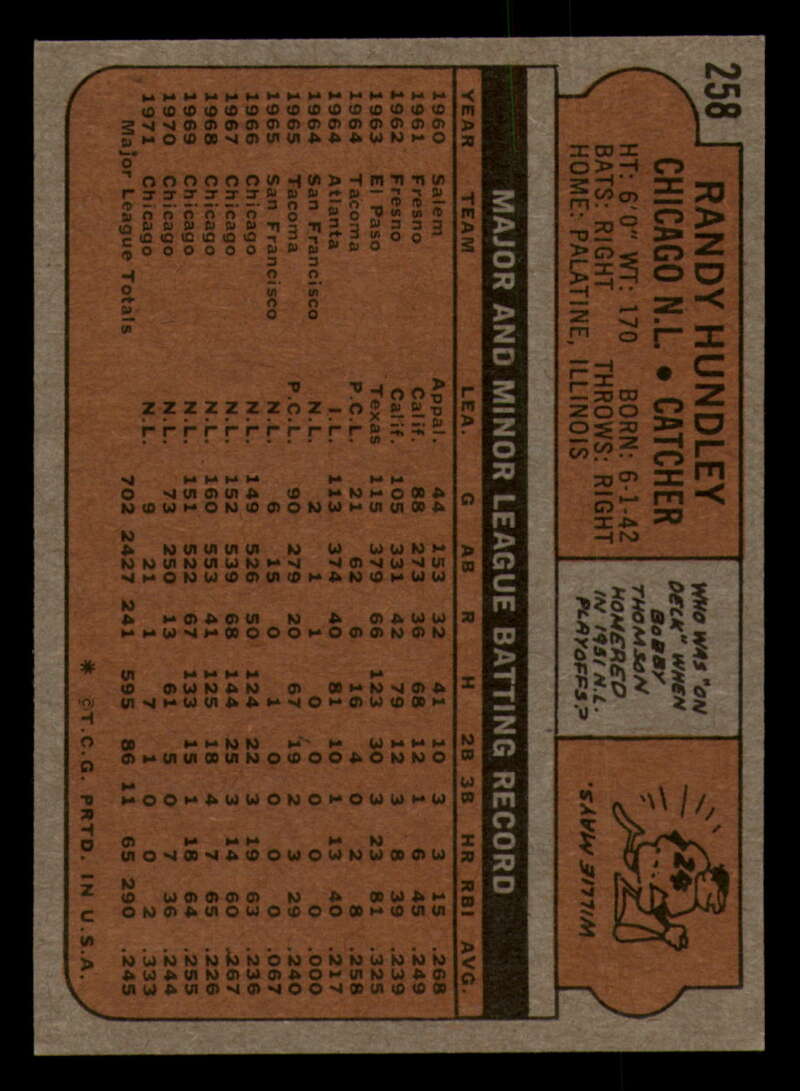 258
RANDY HUNDLEY
CHICAGO N.L. • CATCHER
HT: 6'0" WT: 170 BORN: 6-1-42
BATS: RIGHT THROWS: RIGHT
HOME: PALATINE, ILLINOIS
WHO WAS "ON
DECK" WHEN
BOBBY
THOMSON
HOMERED
IN 1951 N.L.
PLAYOFFS?
24
WILLIE MAYS.
MAJOR AND MINOR LEAGUE BATTING RECORD
YEAR TEAM LEA. G AB R H 2B 3B HR RBI AVG.
1960 Salem Appal. 44 153 32 41 10 3 3 15 .268
1961 Fresno Calif. 88 273 36 68 12 1 6 45 .249
1962 Fresno Calif. 105 331 42 79 12 3 8 39 .239
1963 El Paso Texas 115 379 66 123 30 3 23 81 .325
1964 Tacoma P.C.L. 21 62 6 16 4 0 2 8 .258
1964 Atlanta I.L. 113 374 40 81 10 1 13 40 .217
1964 San Francisco N.L. 2 1 1 0 0 0 0 0 .000
1965 Tacoma P.C.L. 90 279 20 67 19 2 3 29 .240
1965 San Francisco N.L. 6 15 0 1 0 0 0 0 .067
1966 Chicago N.L. 149 526 50 124 22 3 19 63 .236
1967 Chicago N.L. 152 539 68 144 25 3 14 60 .267
1968 Chicago N.L. 160 553 41 125 18 4 7 65 .226
1969 Chicago N.L. 151 522 67 133 15 1 18 64 .255
1970 Chicago N.L. 73 250 13 61 5 0 7 36 .244
1971 Chicago N.L. 9 21 1 7 1 0 0 2 .333
Major League Totals 702 2427 241 595 86 11 65 290 .245
* ©T.C.G. PRTD. IN U.S.A.